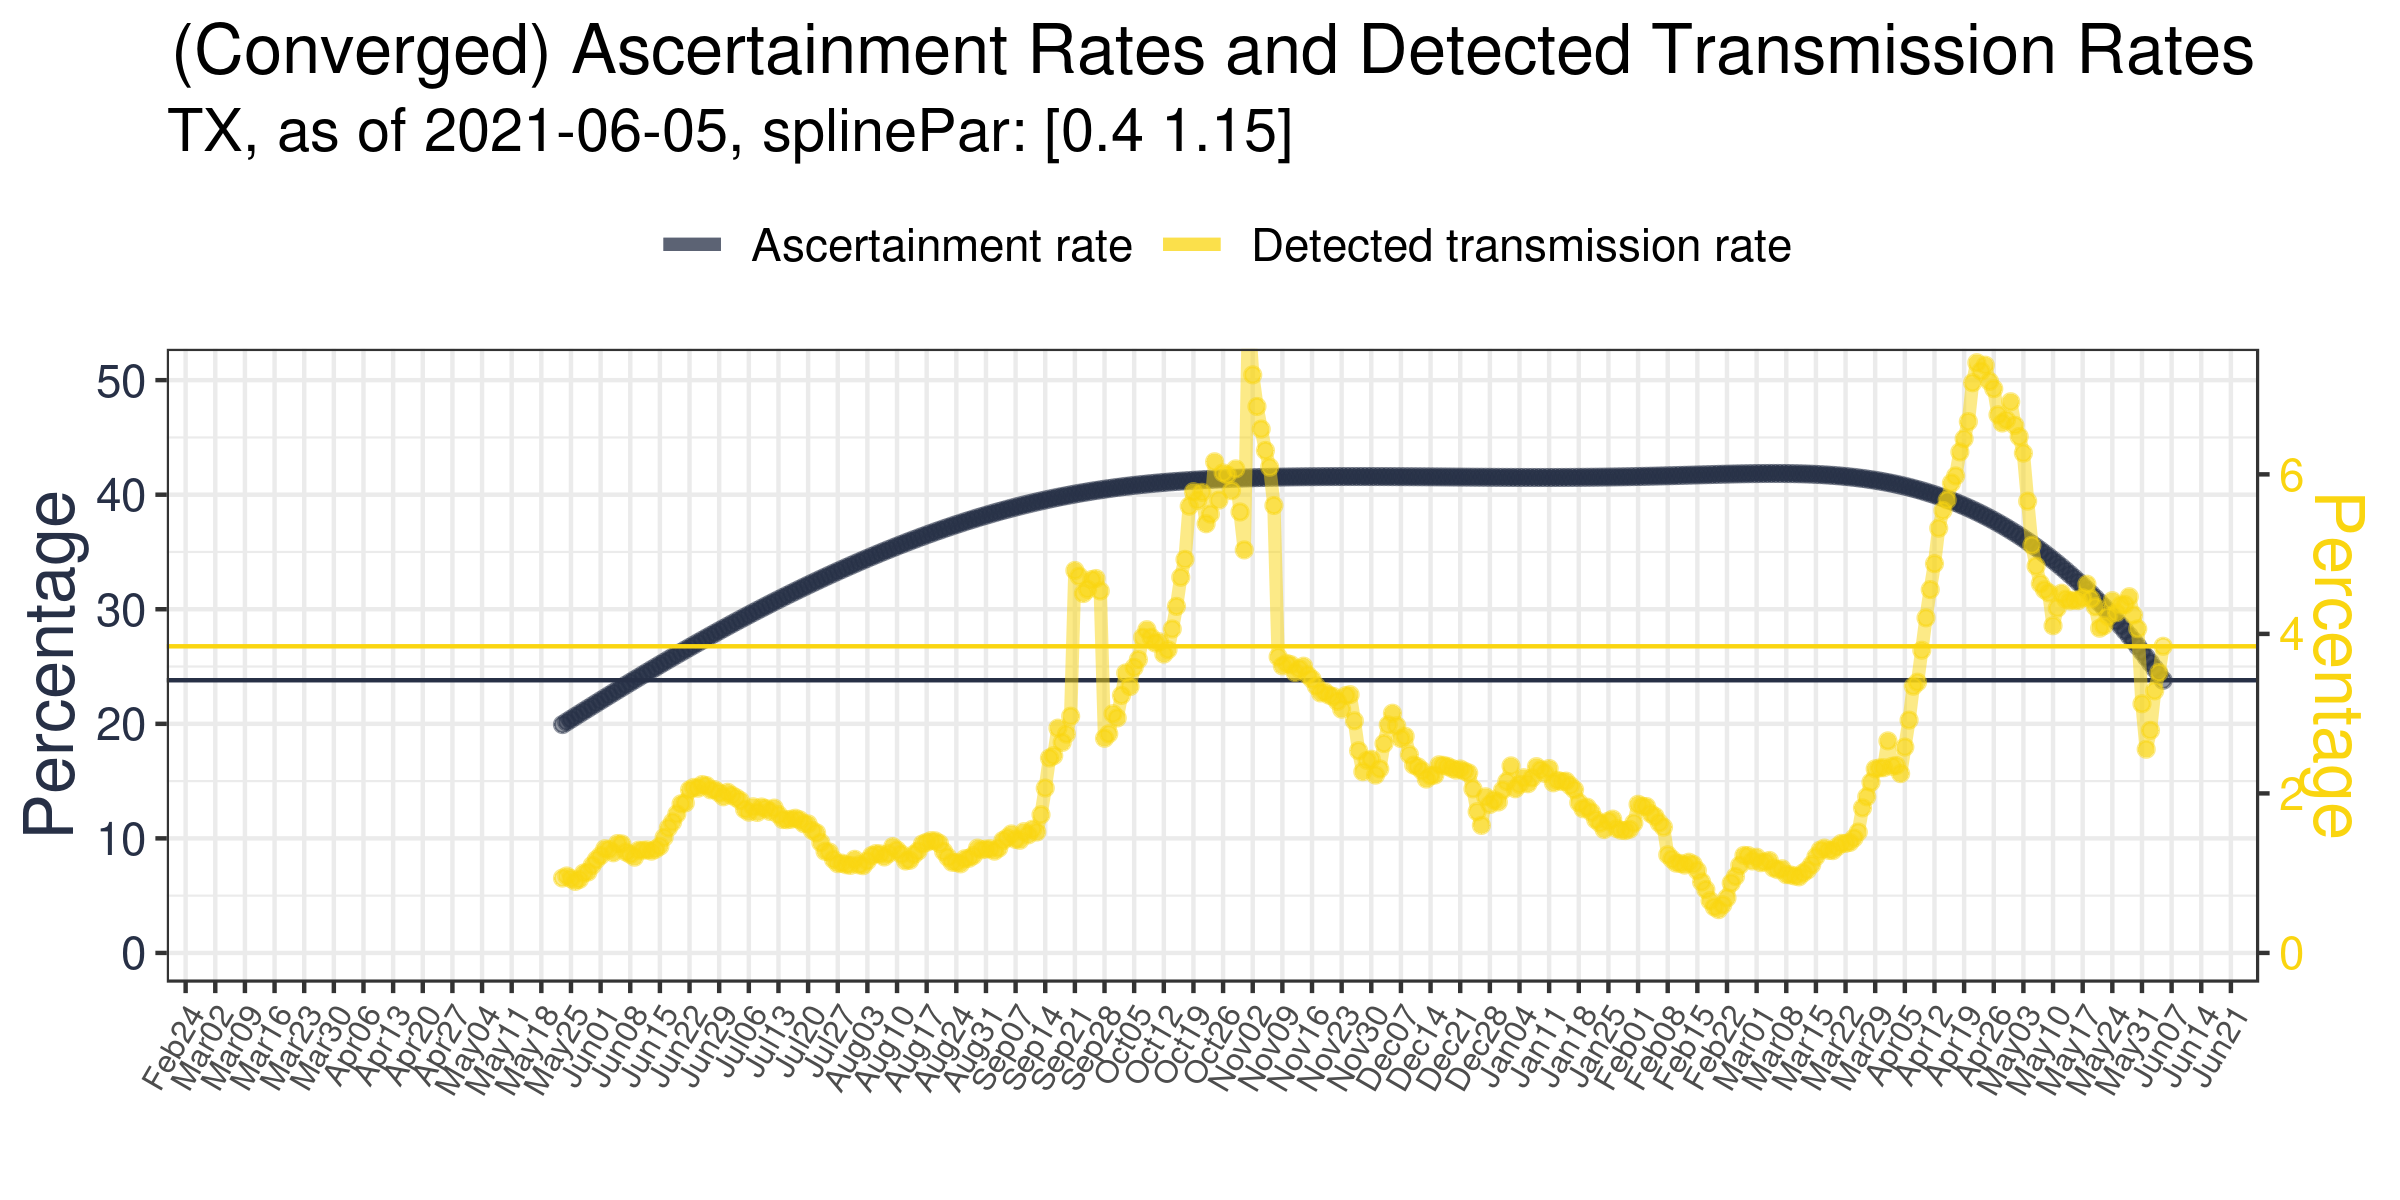 (Converged) Ascertainment Rates and Detected Transmission Rates
TX, as of 2021-06-05, splinePar: [0.4 1.15]
Ascertainment rate Detected transmission rate
Percentage
50
40
30
20
10
0
6
4
2
0
Percentage
Feb24 Mar02 Mar09 Mar16 Mar23 Mar30 Apr06 Apr13 Apr20 Apr27 May04 May11 May18 May25 Jun01 Jun08 Jun15 Jun22 Jun29 Jul06 Jul13 Jul20 Jul27 Aug03 Aug10 Aug17 Aug24 Aug31 Sep07 Sep14 Sep21 Sep28 Oct05 Oct12 Oct19 Oct26 Nov02 Nov09 Nov16 Nov23 Nov30 Dec07 Dec14 Dec21 Dec28 Jan04 Jan11 Jan18 Jan25 Feb01 Feb08 Feb15 Feb22 Mar01 Mar08 Mar15 Mar22 Mar29 Apr05 Apr12 Apr19 Apr26 May03 May10 May17 May24 May31 Jun07 Jun14 Jun21